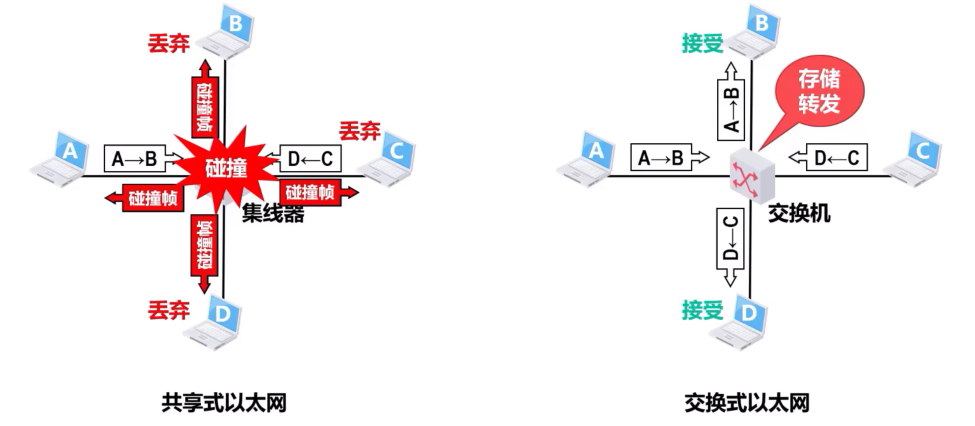 B
丢弃
碰撞帧
丢弃
A
A→B
碰撞
D←C
C
碰撞帧
碰撞帧
集线器
碰撞帧
丢弃
D
共享式以太网
B
接受
存储
转发
A→B
A
A→B
D←C
C
交换机
D←C
接受
D
交换式以太网